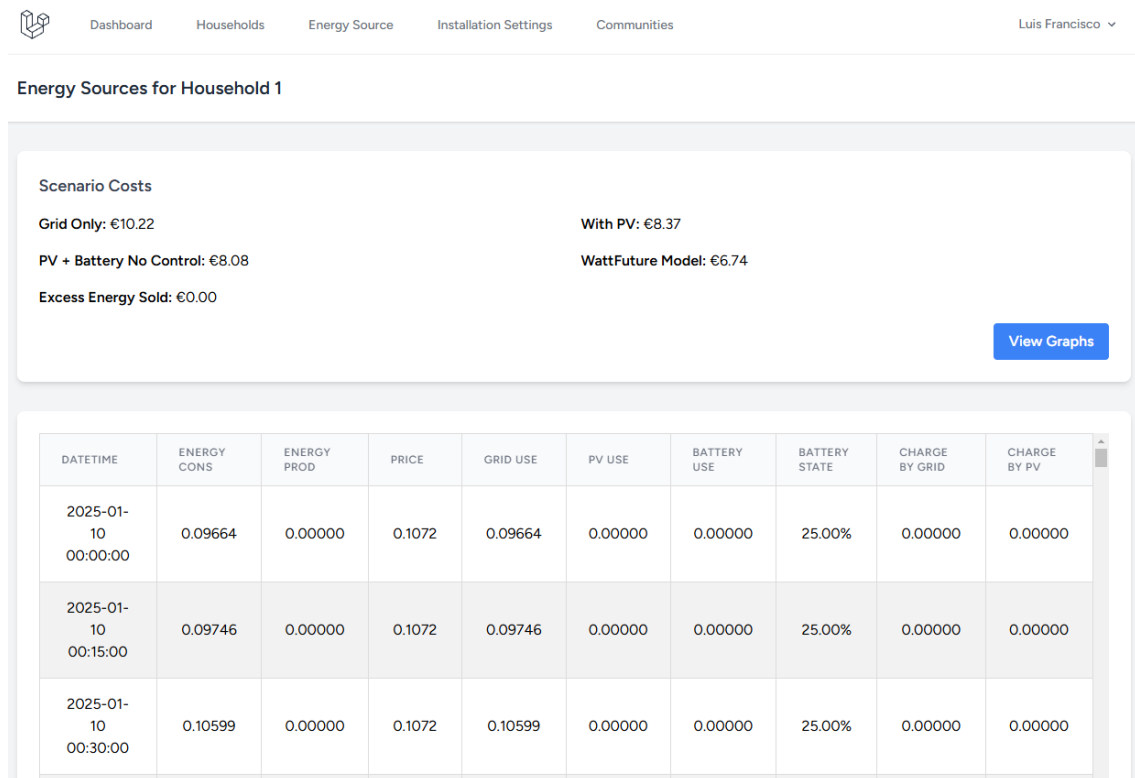 Dashboard Households Energy Source Installation Settings Communities Luis Francisco
Energy Sources for Household 1
Scenario Costs
Grid Only: €10.22 With PV: €8.37
PV + Battery No Control: €8.08 WattFuture Model: €6.74
Excess Energy Sold: €0.00
View Graphs
DATETIME ENERGY CONS ENERGY PROD PRICE GRID USE PV USE BATTERY USE BATTERY STATE CHARGE BY GRID CHARGE BY PV
2025-01-10 00:00:00 0.09664 0.00000 0.1072 0.09664 0.00000 0.00000 25.00% 0.00000 0.00000
2025-01-10 00:15:00 0.09746 0.00000 0.1072 0.09746 0.00000 0.00000 25.00% 0.00000 0.00000
2025-01-10 00:30:00 0.10599 0.00000 0.1072 0.10599 0.00000 0.00000 25.00% 0.00000 0.00000